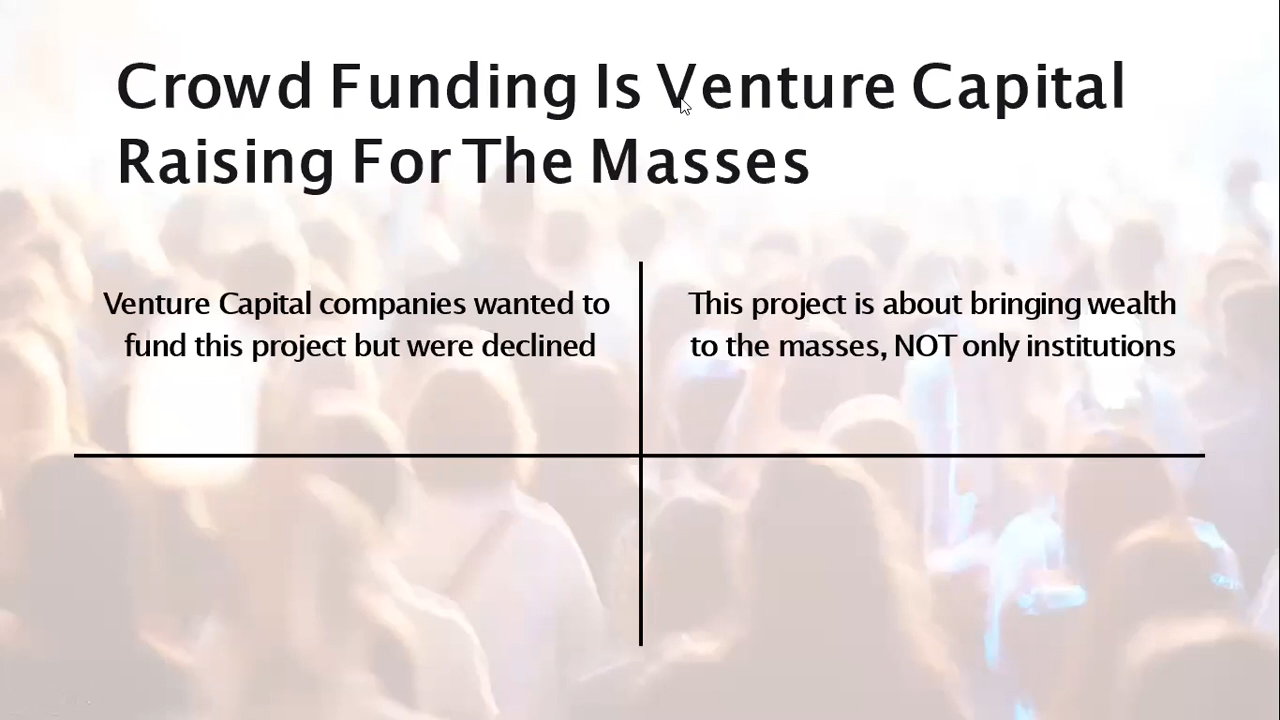 Crowd Funding Is Venture Capital
Raising For The Masses
Venture Capital companies wanted to
fund this project but were declined
This project is about bringing wealth
to the masses, NOT only institutions